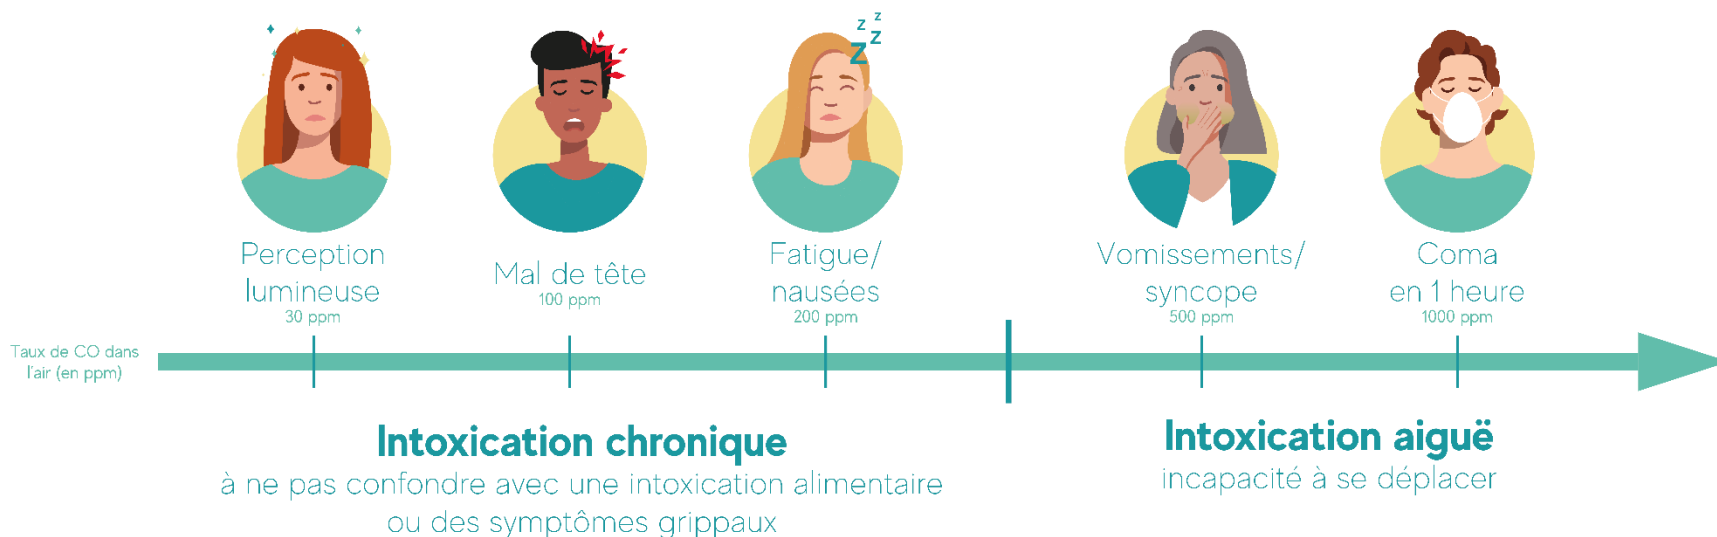 z
z
z
Z
Perception
lumineuse
30 ppm
Mal de tête
100 ppm
Fatigue/
nausées
200 ppm
Vomissements/
syncope
500 ppm
Coma
en 1 heure
1000 ppm
Taux de CO dans
l'air (en ppm)
Intoxication chronique
à ne pas confondre avec une intoxication alimentaire
ou des symptômes grippaux
Intoxication aiguë
incapacité à se déplacer